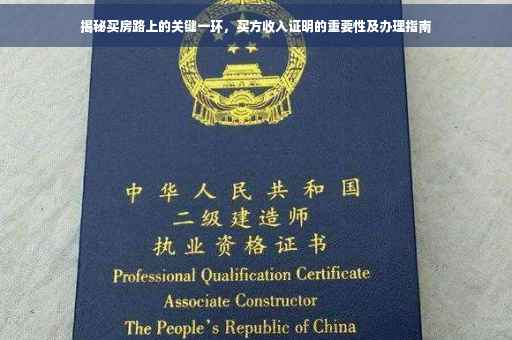 揭秘买房路上的关键一环，买方收入证明的重要性及办理指南
中华人民共和国
二级建造师
执业资格证书
Professional Qualification Certificate
Associate Constructor
The People's Republic of China